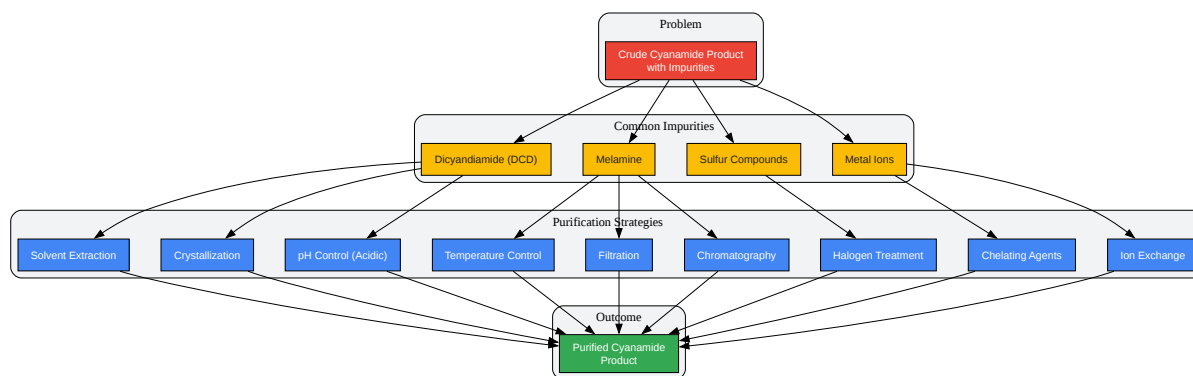 Problem
Crude Cyanamide Product
with Impurities
Common Impurities
Dicyandiamide (DCD)
Melamine
Sulfur Compounds
Metal Ions
Purification Strategies
Solvent Extraction
Crystallization
pH Control (Acidic)
Temperature Control
Filtration
Chromatography
Halogen Treatment
Chelating Agents
Ion Exchange
Outcome
Purified Cyanamide
Product